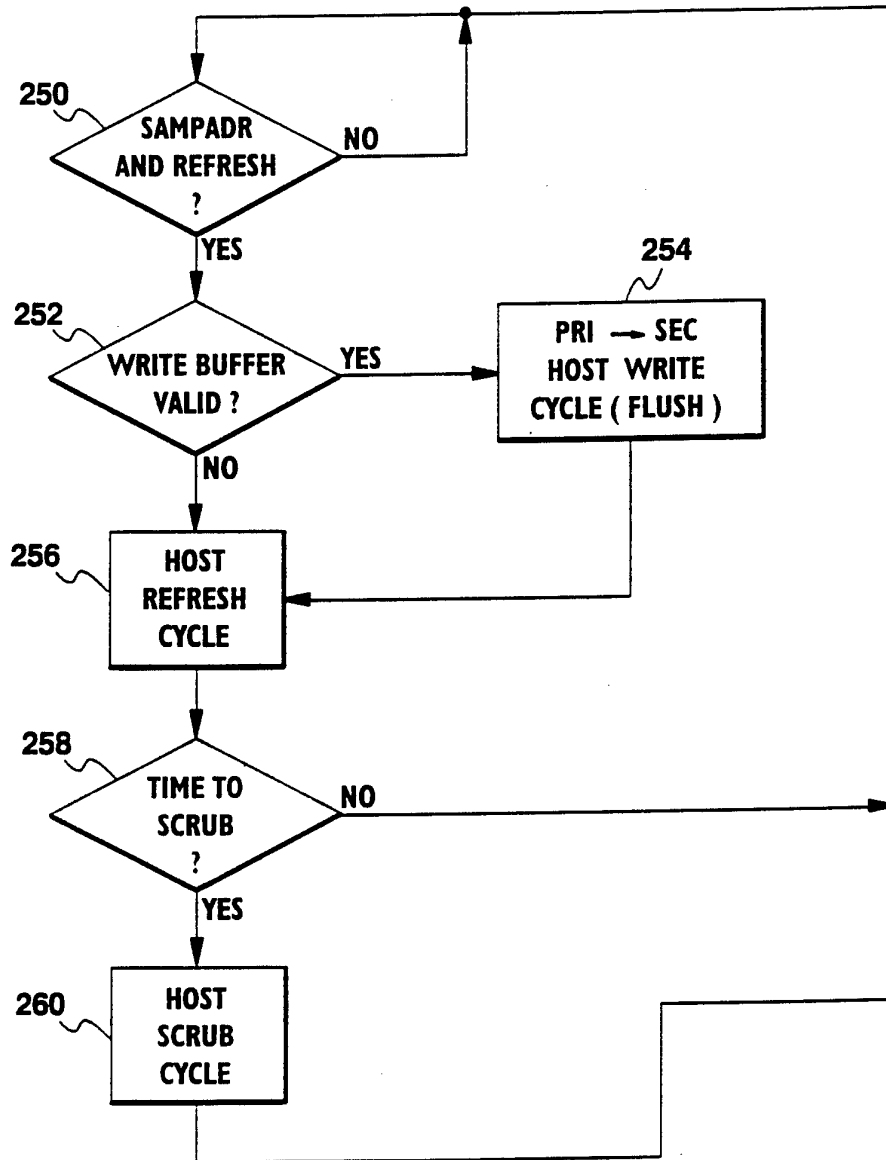 250
SAMPADR
AND REFRESH
?
NO
YES
252
WRITE BUFFER
VALID ?
YES
NO
254
PRI → SEC
HOST WRITE
CYCLE ( FLUSH )
256
HOST
REFRESH
CYCLE
258
TIME TO
SCRUB
?
NO
YES
260
HOST
SCRUB
CYCLE